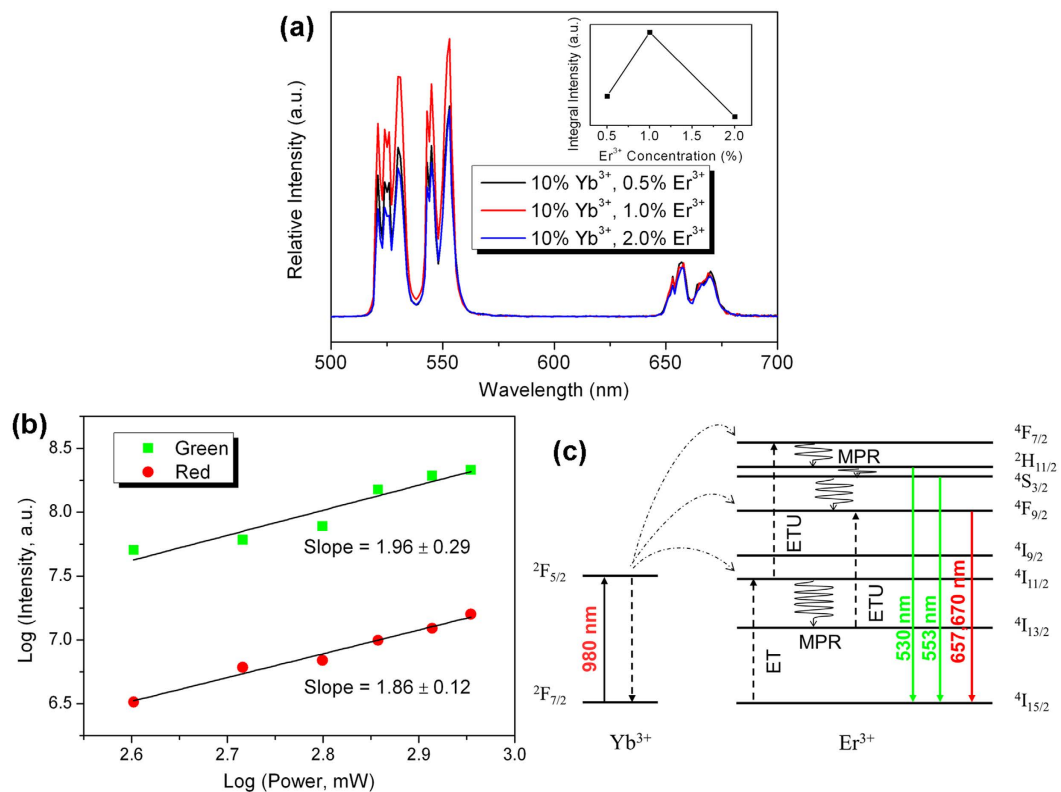 (a)
Relative Intensity (a.u.)
Integral Intensity (a.u.)
0.5 1.0 1.5 2.0
Er³⁺ Concentration (%)
10% Yb³⁺, 0.5% Er³⁺
10% Yb³⁺, 1.0% Er³⁺
10% Yb³⁺, 2.0% Er³⁺
500 550 600 650 700
Wavelength (nm)
(b)
Log (Intensity, a.u.)
8.5
8.0
7.5
7.0
6.5
Green
Red
Slope = 1.96 ± 0.29
Slope = 1.86 ± 0.12
2.6 2.7 2.8 2.9 3.0
Log (Power, mW)
(c)
²F₅/₂
²F₇/₂
980 nm
Yb³⁺
MPR
ETU
ETU
MPR
ET
530 nm
553 nm
657,670 nm
⁴F₇/₂
²H₁₁/₂
⁴S₃/₂
⁴F₉/₂
⁴I₉/₂
⁴I₁₁/₂
⁴I₁₃/₂
⁴I₁₅/₂
Er³⁺